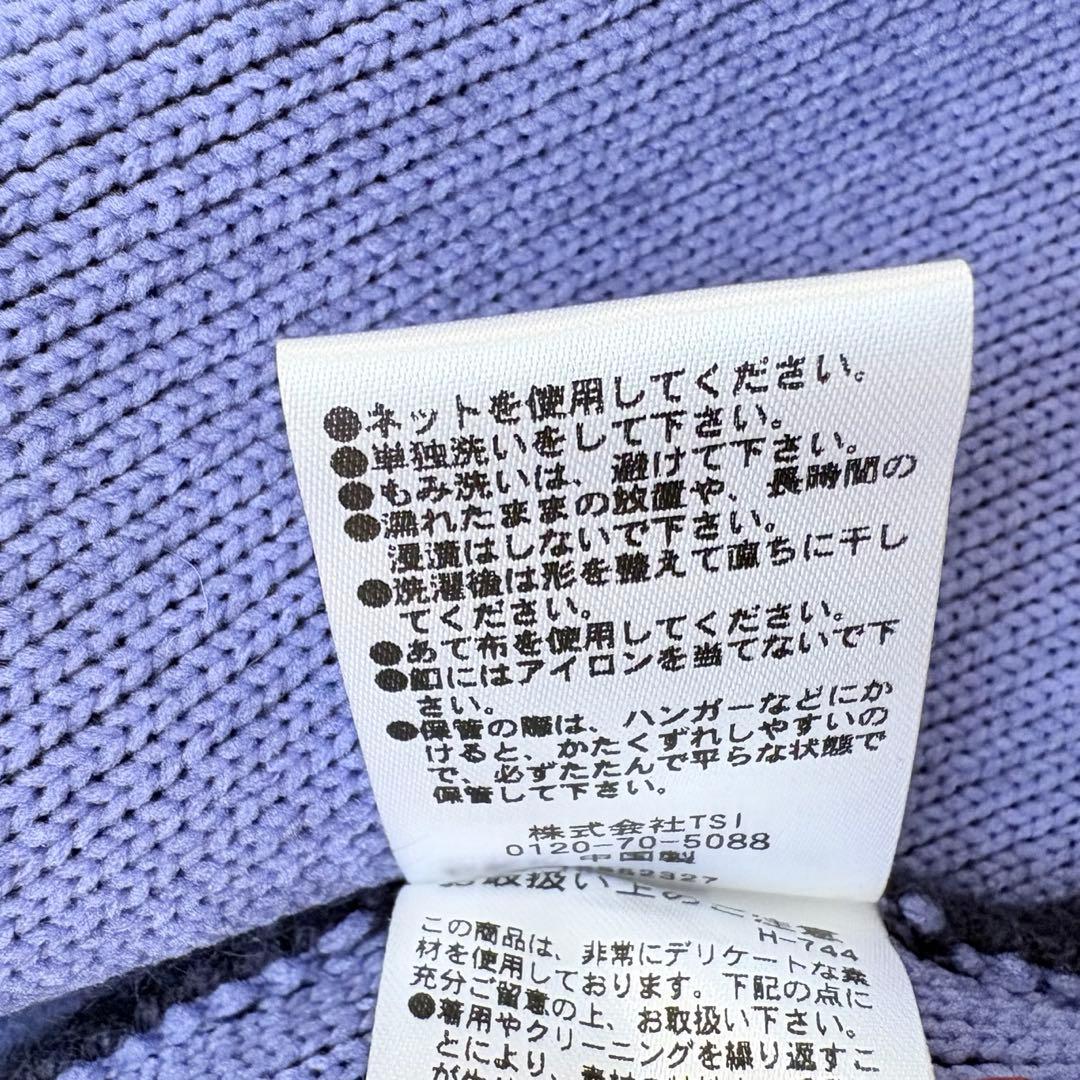 ●ネットを使用してください。
●単独洗いをして下さい。
●もみ洗いは、避けて下さい。
●濡れたままの放置や、長時間の
浸漬はしないで下さい。
●洗濯後は形を整えて直ちに干し
てください。
●あて布を使用してください。
●釦にはアイロンを当てないで下
さい。
●保管の際は、ハンガーなどにか
けると、かたくずれしやすいの
で、必ずたたんで平らな状態で
保管して下さい。
株式会社TSI
0120-70-5088
中国製
お取扱い上のご注意
H-744
この商品は、非常にデリケートな素
材を使用しております。下記の点に
充分ご留意の上、お取扱い下さい。
●着用やクリーニングを繰り返すこ
とにより、